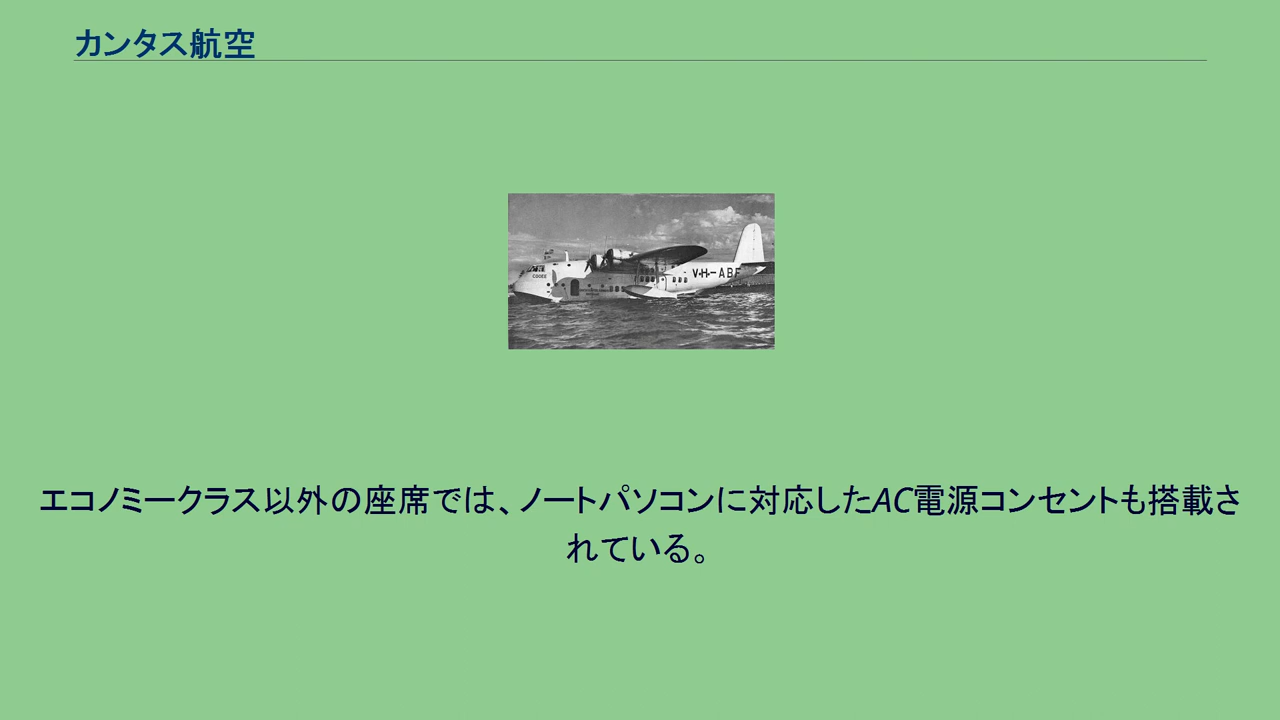 カンタス航空
COOEE
V.H-AB
エコノミークラス以外の座席では、ノートパソコンに対応したAC電源コンセントも搭載さ
れている。